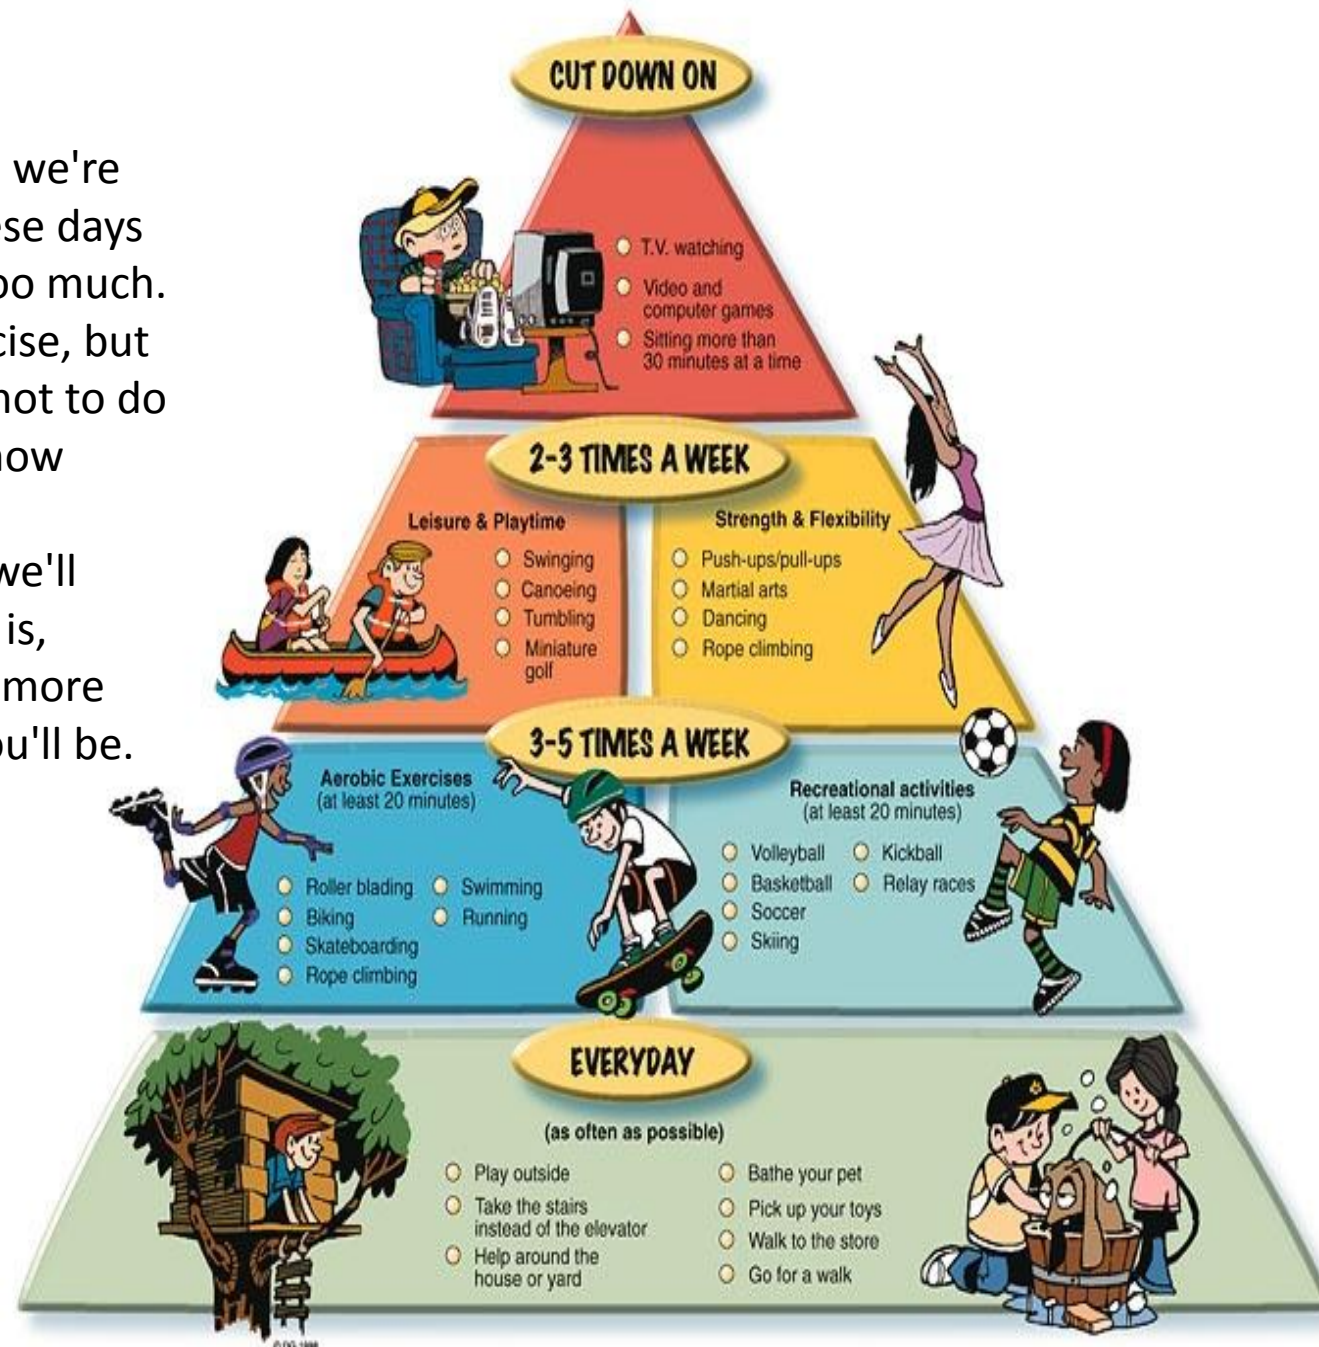 we're
ese days
oo much.
cise, but
not to do
now
we'll
is,
more
ou'll be.
CUT DOWN ON
T.V. watching
Video and
computer games
Sitting more than
30 minutes at a time
2-3 TIMES A WEEK
Leisure & Playtime
Swinging
Canoeing
Tumbling
Miniature
golf
Strength & Flexibility
Push-ups/pull-ups
Martial arts
Dancing
Rope climbing
3-5 TIMES A WEEK
Aerobic Exercises
(at least 20 minutes)
Roller blading
Biking
Skateboarding
Rope climbing
Swimming
Running
Recreational activities
(at least 20 minutes)
Volleyball
Basketball
Soccer
Skiing
Kickball
Relay races
EVERYDAY
(as often as possible)
Play outside
Take the stairs
instead of the elevator
Help around the
house or yard
Bathe your pet
Pick up your toys
Walk to the store
Go for a walk